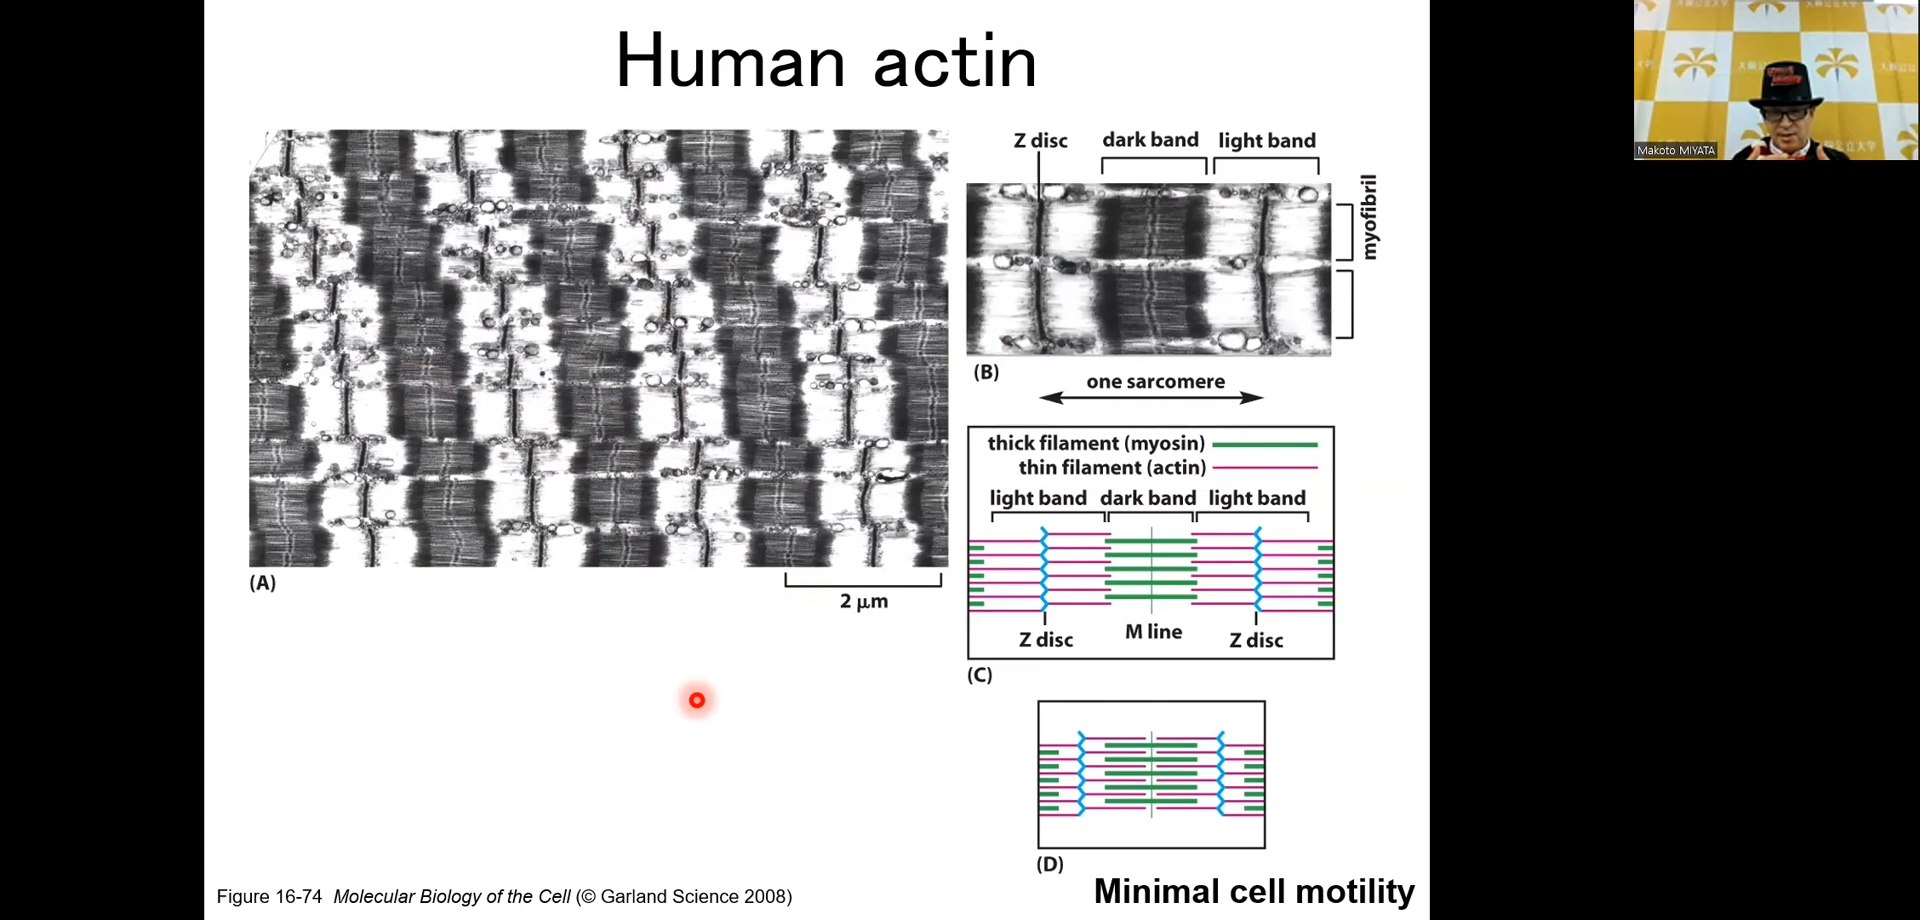 Human actin
Z disc
dark band
light band
myofibril
(A)
2 μm
(B)
one sarcomere
thick filament (myosin)
thin filament (actin)
light band
dark band
light band
Z disc
M line
Z disc
(C)
(D)
Figure 16-74 Molecular Biology of the Cell (© Garland Science 2008)
Minimal cell motility
Makoto MIYATA